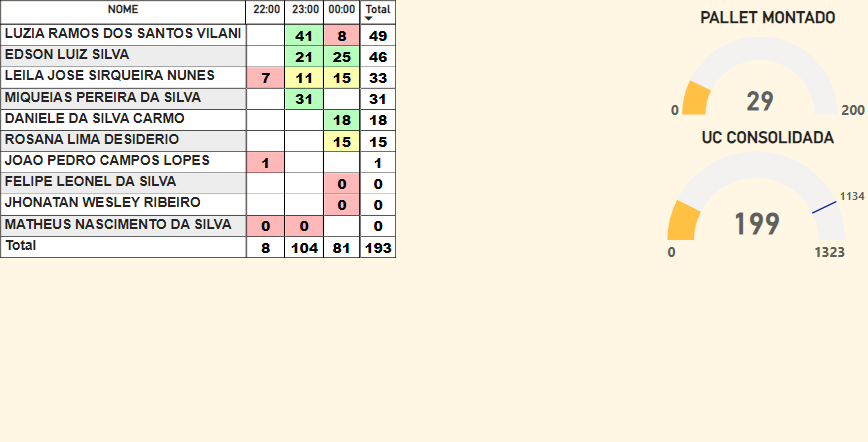 NOME 22:00 23:00 00:00 Total
LUZIA RAMOS DOS SANTOS VILANI 41 8 49
EDSON LUIZ SILVA 21 25 46
LEILA JOSE SIRQUEIRA NUNES 7 11 15 33
MIQUEIAS PEREIRA DA SILVA 31 31
DANIELE DA SILVA CARMO 18 18
ROSANA LIMA DESIDERIO 15 15
JOAO PEDRO CAMPOS LOPES 1 1
FELIPE LEONEL DA SILVA 0 0
JHONATAN WESLEY RIBEIRO 0 0
MATHEUS NASCIMENTO DA SILVA 0 0 0
Total 8 104 81 193
PALLET MONTADO
29
0 200
UC CONSOLIDADA
1134
199
0 1323